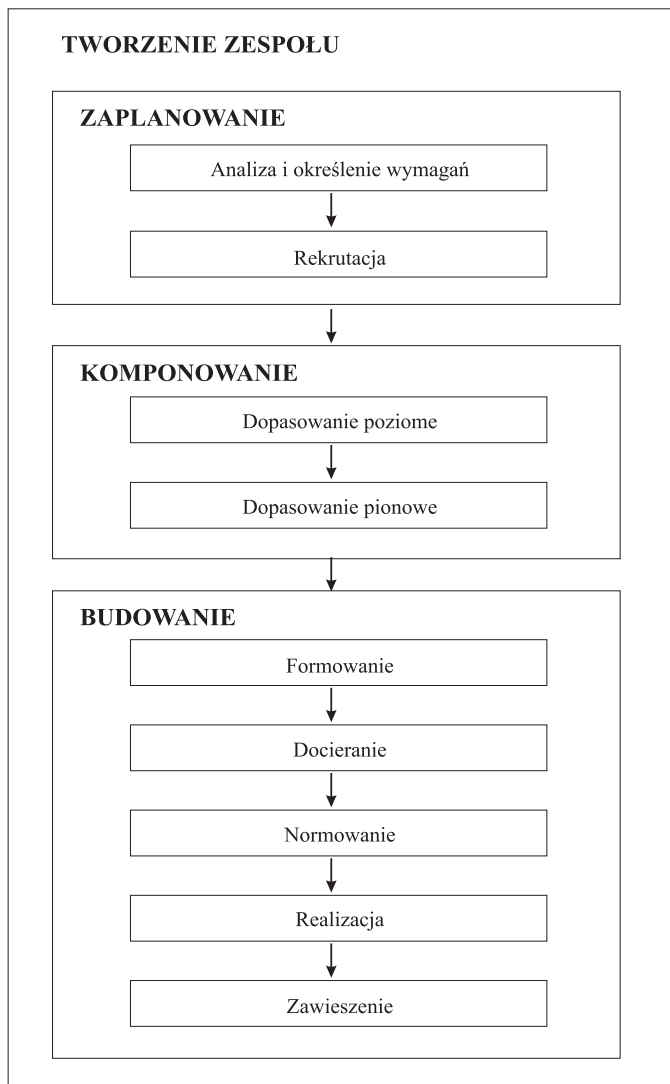 TWORZENIE ZESPOŁU
ZAPLANOWANIE
Analiza i określenie wymagań
Rekrutacja
KOMPONOWANIE
Dopasowanie poziome
Dopasowanie pionowe
BUDOWANIE
Formowanie
Docieranie
Normowanie
Realizacja
Zawieszenie